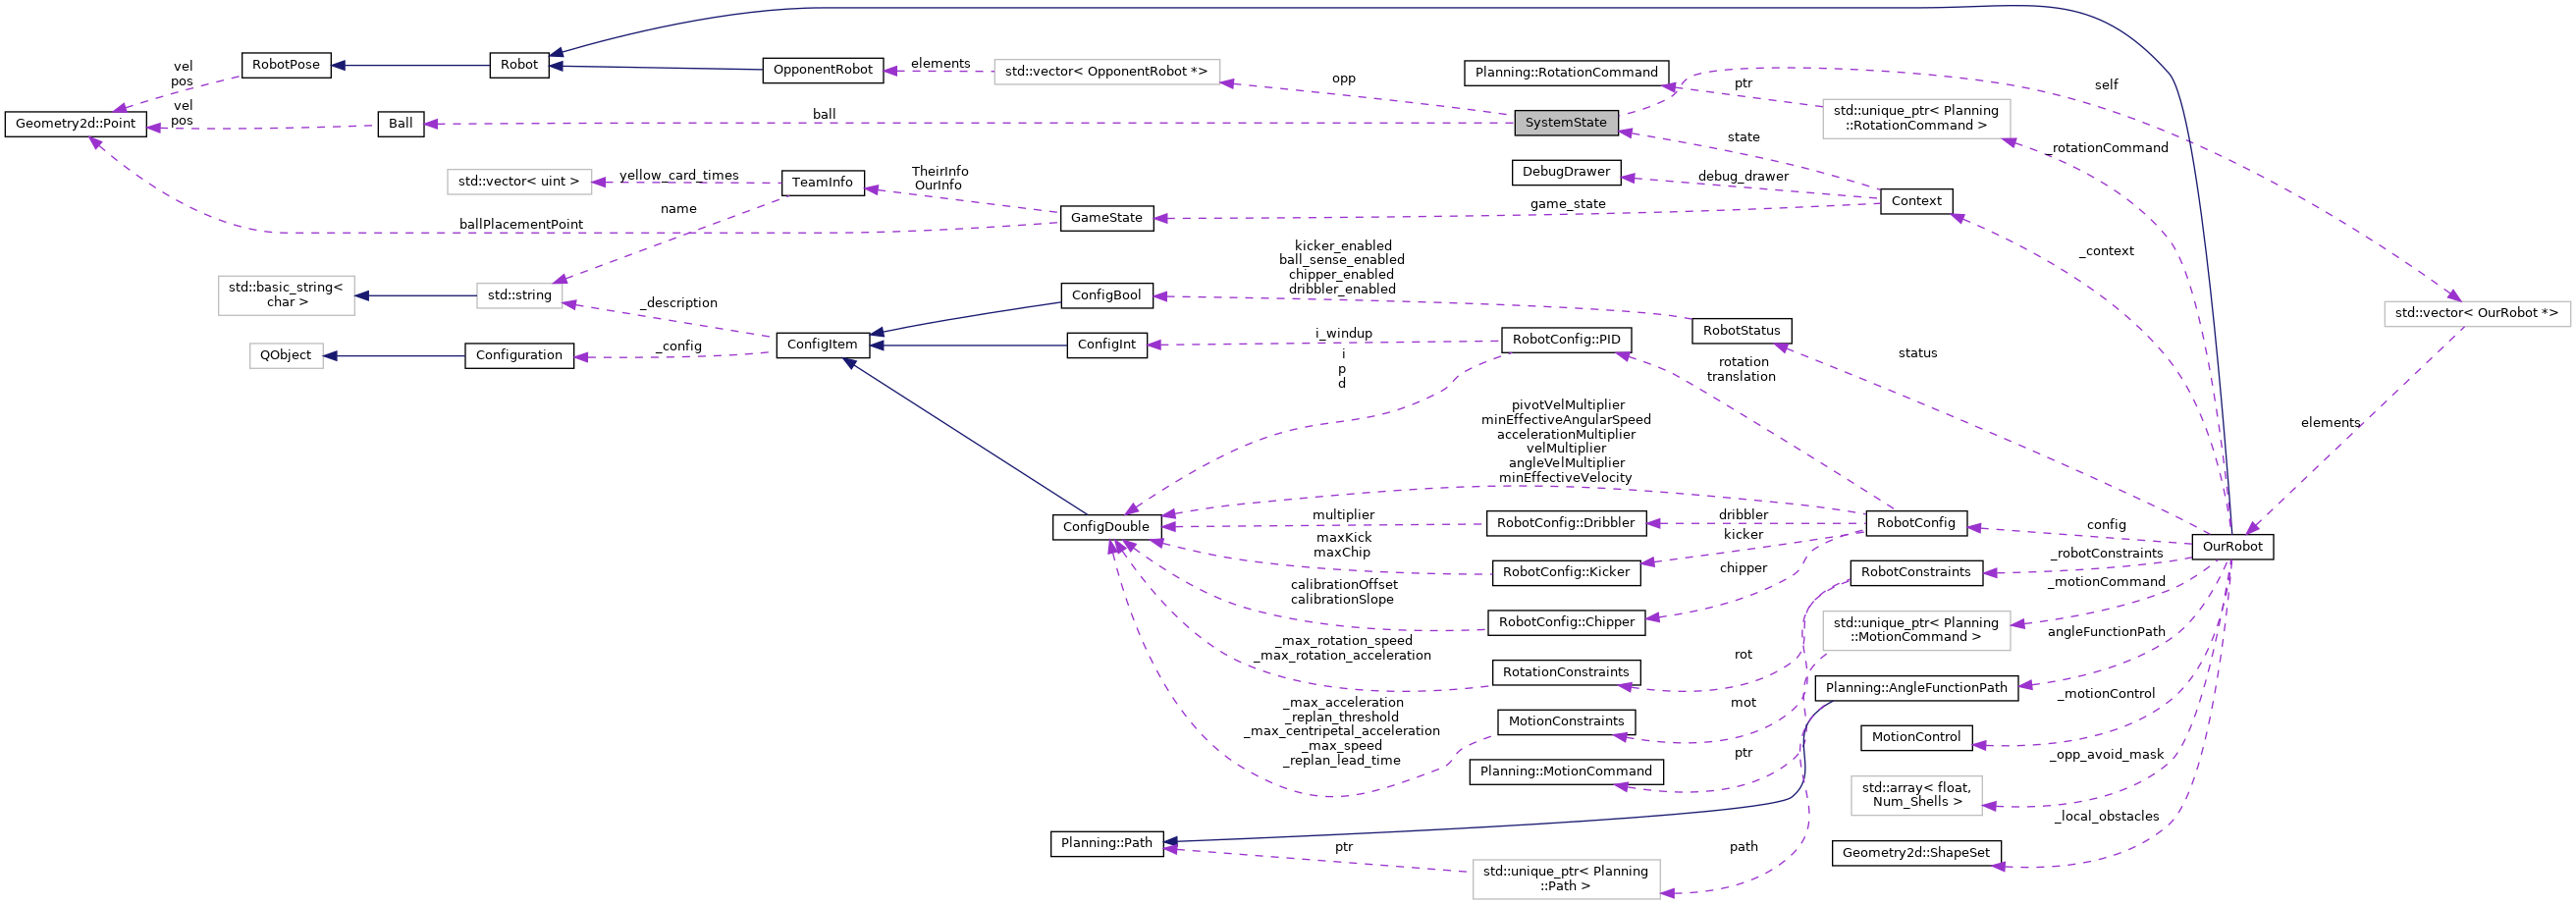 RobotPose
vel
pos
Robot
OpponentRobot
elements
std::vector< OpponentRobot *>
opp
Planning::RotationCommand
ptr
self
Geometry2d::Point
vel
pos
Ball
ball
SystemState
std::unique_ptr< Planning
::RotationCommand >
state
_rotationCommand
std::vector< uint >
yellow_card_times
TeamInfo
TheirInfo
OurInfo
DebugDrawer
debug_drawer
name
ballPlacementPoint
GameState
game_state
Context
_context
kicker_enabled
ball_sense_enabled
chipper_enabled
dribbler_enabled
std::basic_string<
char >
std::string
_description
ConfigBool
std::vector< OurRobot *>
QObject
Configuration
_config
ConfigItem
ConfigInt
i_windup
i
p
d
RobotConfig::PID
RobotStatus
rotation
translation
status
pivotVelMultiplier
minEffectiveAngularSpeed
accelerationMultiplier
velMultiplier
angleVelMultiplier
minEffectiveVelocity
elements
ConfigDouble
multiplier
RobotConfig::Dribbler
dribbler
RobotConfig
config
OurRobot
maxKick
maxChip
RobotConfig::Kicker
kicker
chipper
RobotConstraints
_robotConstraints
_motionCommand
calibrationOffset
calibrationSlope
RobotConfig::Chipper
std::unique_ptr< Planning
::MotionCommand >
angleFunctionPath
_max_rotation_speed
_max_rotation_acceleration
RotationConstraints
rot
Planning::AngleFunctionPath
_motionControl
_max_acceleration
_replan_threshold
_max_centripetal_acceleration
_max_speed
_replan_lead_time
MotionConstraints
mot
MotionControl
_opp_avoid_mask
Planning::MotionCommand
ptr
std::array< float,
Num_Shells >
_local_obstacles
Planning::Path
ptr
std::unique_ptr< Planning
::Path >
path
Geometry2d::ShapeSet